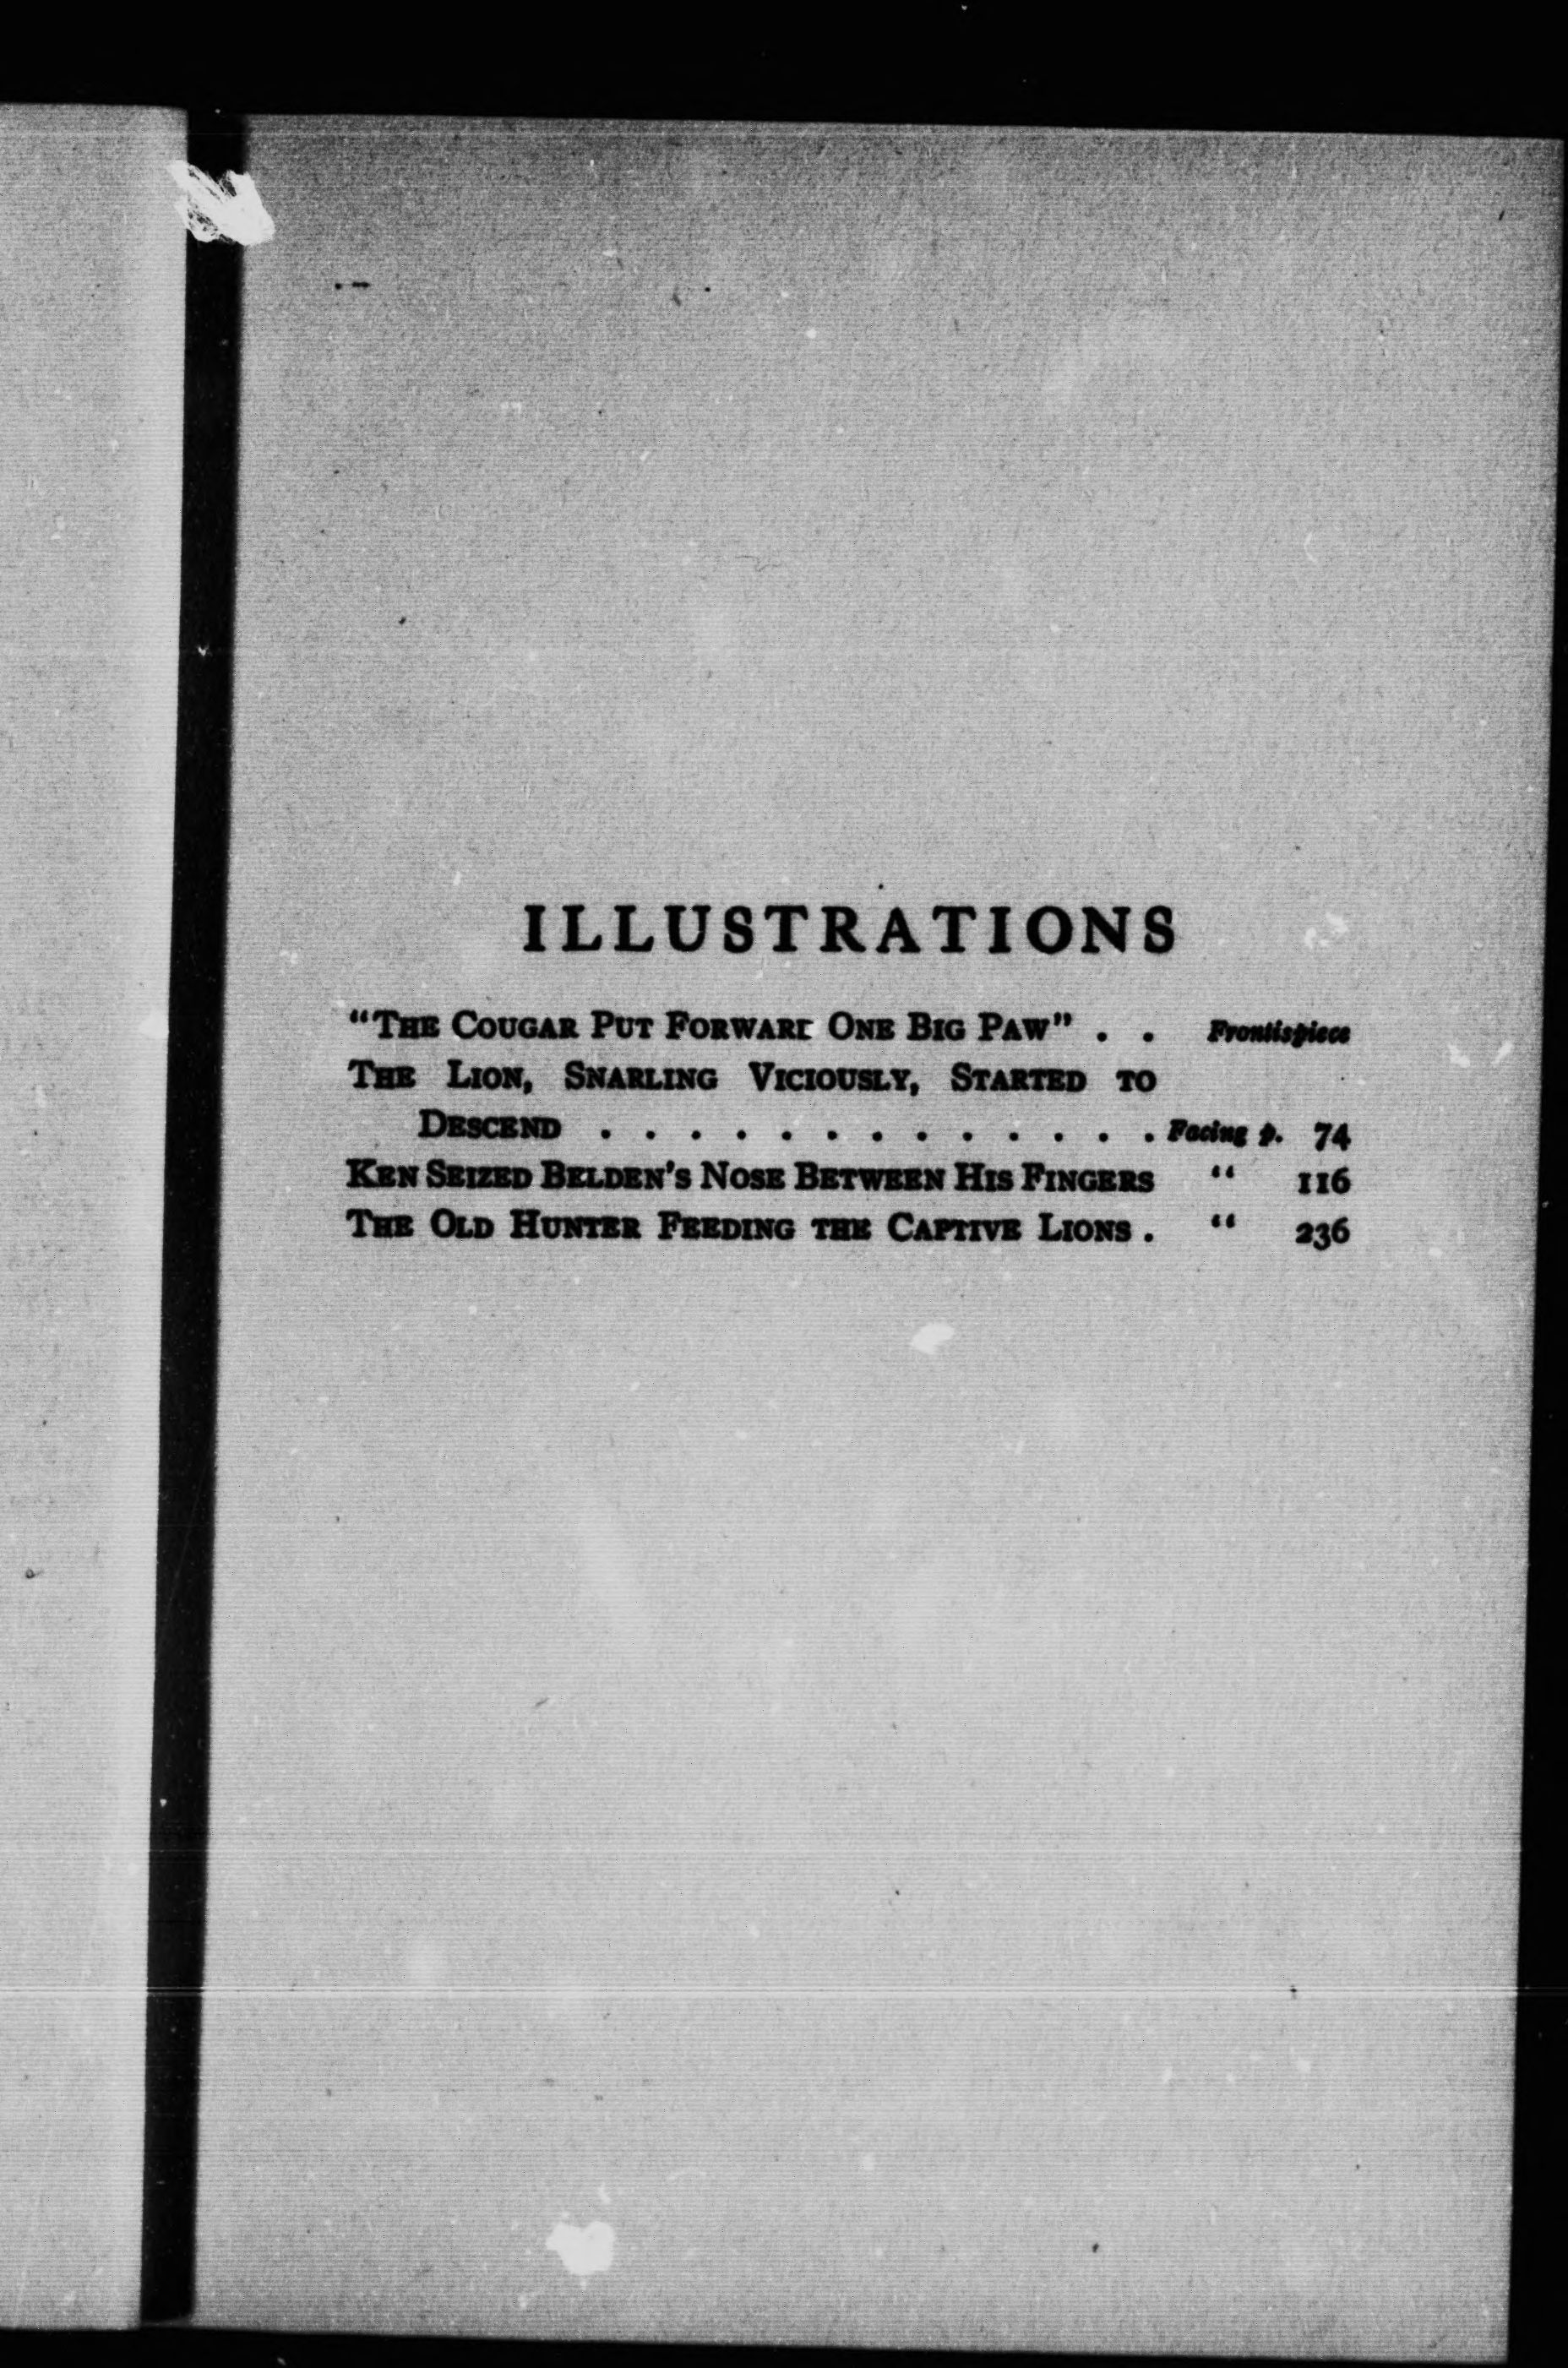 ILLUSTRATIONS
"THE COUGAR PUT FORWARD ONE BIG PAW" . . Frontispiece
THE LION, SNARLING VICIOUSLY, STARTED TO
DESCEND . . . . . . . . . . . . . Facing p. 74
KEN SEIZED BELDEN'S NOSE BETWEEN HIS FINGERS " 116
THE OLD HUNTER FEEDING THE CAPTIVE LIONS . " 236